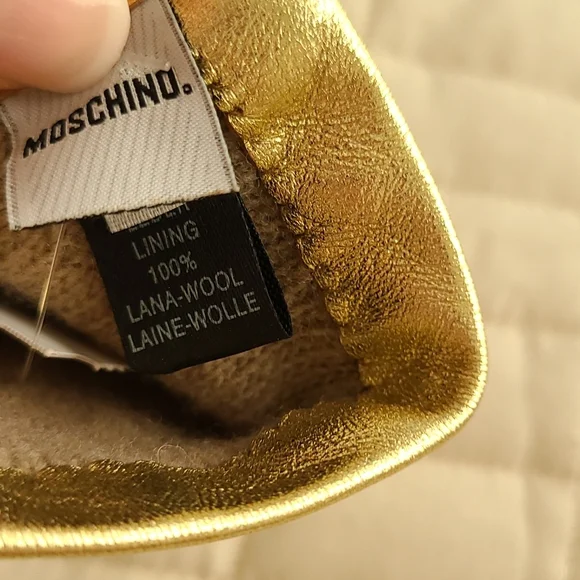 MOSCHINO.
LINING
100%
LANA-WOOL
LAINE-WOLLE